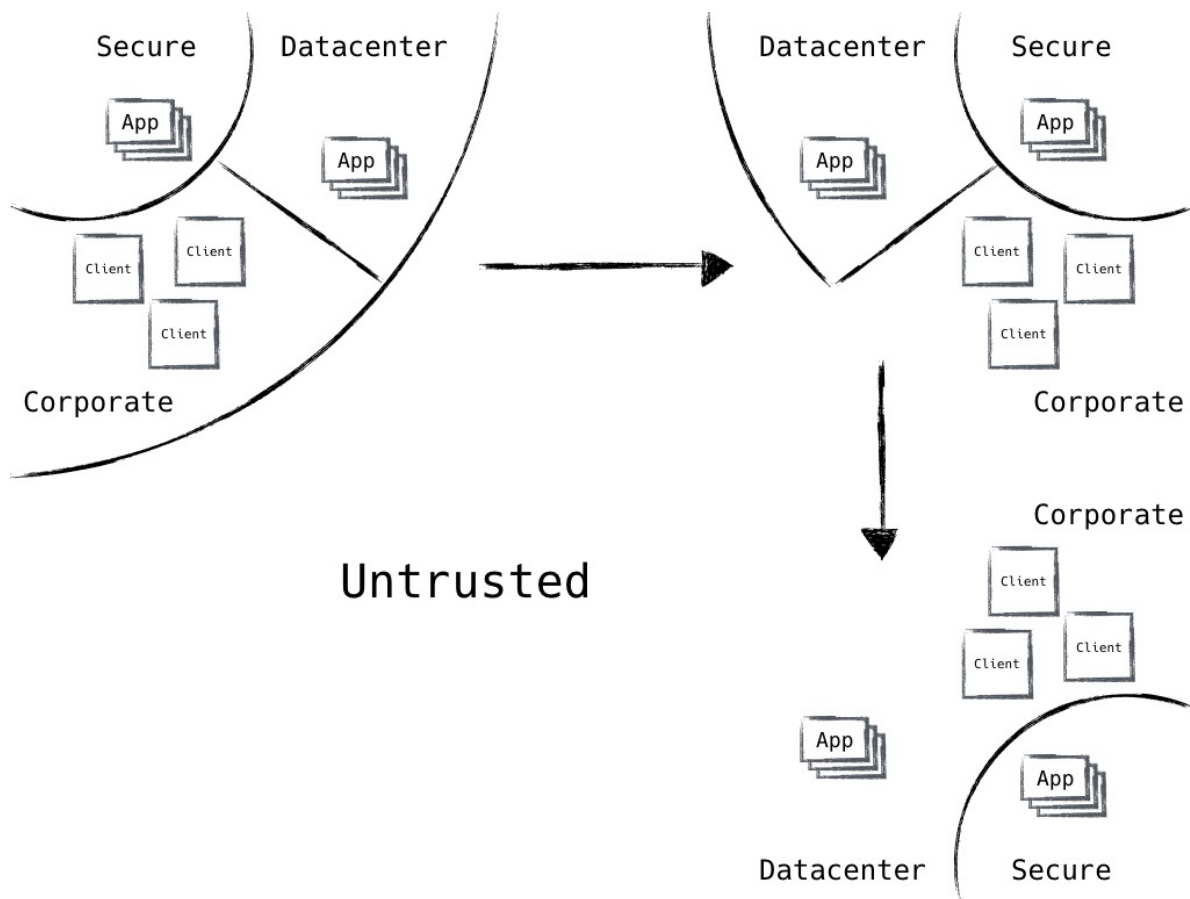 Secure
Datacenter
App
App
Client
Client
Client
Corporate
Datacenter
Secure
App
App
Client
Client
Client
Corporate
Untrusted
Corporate
Client
Client
Client
App
App
Datacenter
Secure